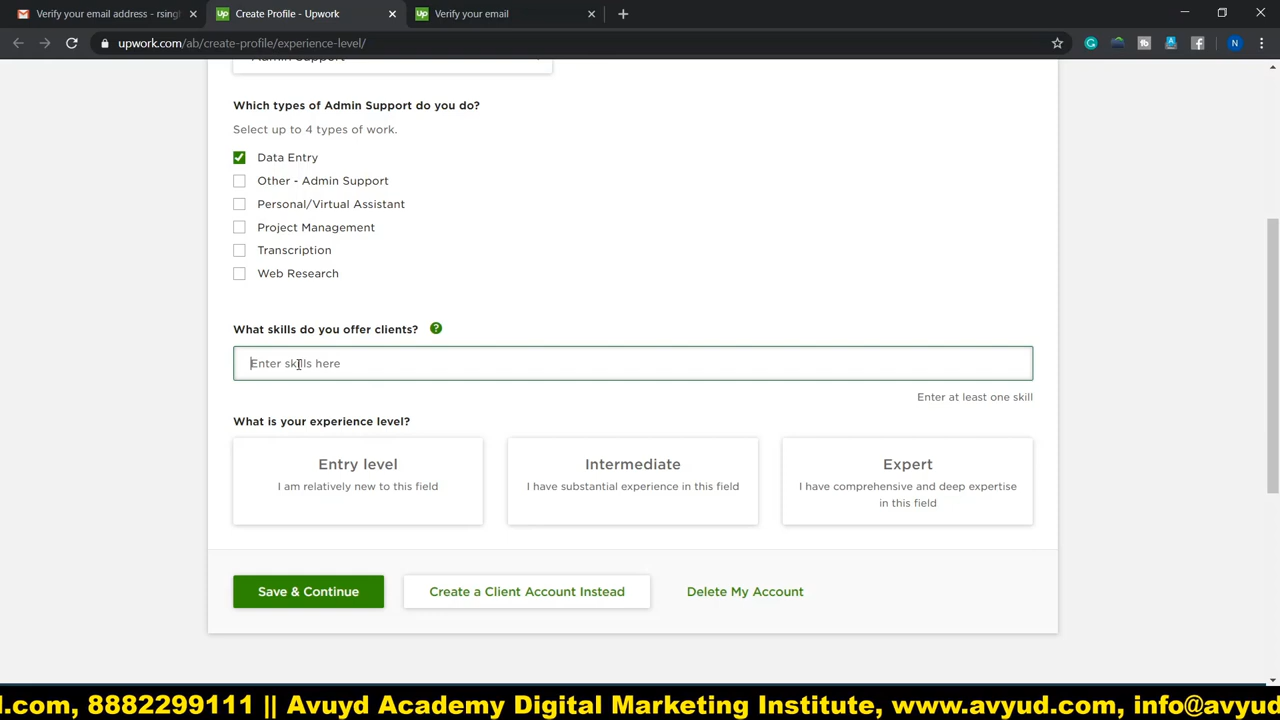 Verify your email address - rsing
Create Profile - Upwork
Verify your email
upwork.com/ab/create-profile/experience-level/
Admin Support
Which types of Admin Support do you do?
Select up to 4 types of work.
Data Entry
Other - Admin Support
Personal/Virtual Assistant
Project Management
Transcription
Web Research
What skills do you offer clients? ?
Enter skills here
Enter at least one skill
What is your experience level?
Entry level
I am relatively new to this field
Intermediate
I have substantial experience in this field
Expert
I have comprehensive and deep expertise
in this field
Save & Continue
Create a Client Account Instead
Delete My Account
d.com, 8882299111 || Avuyd Academy Digital Marketing Institute, www.avyud.com, info@avyud